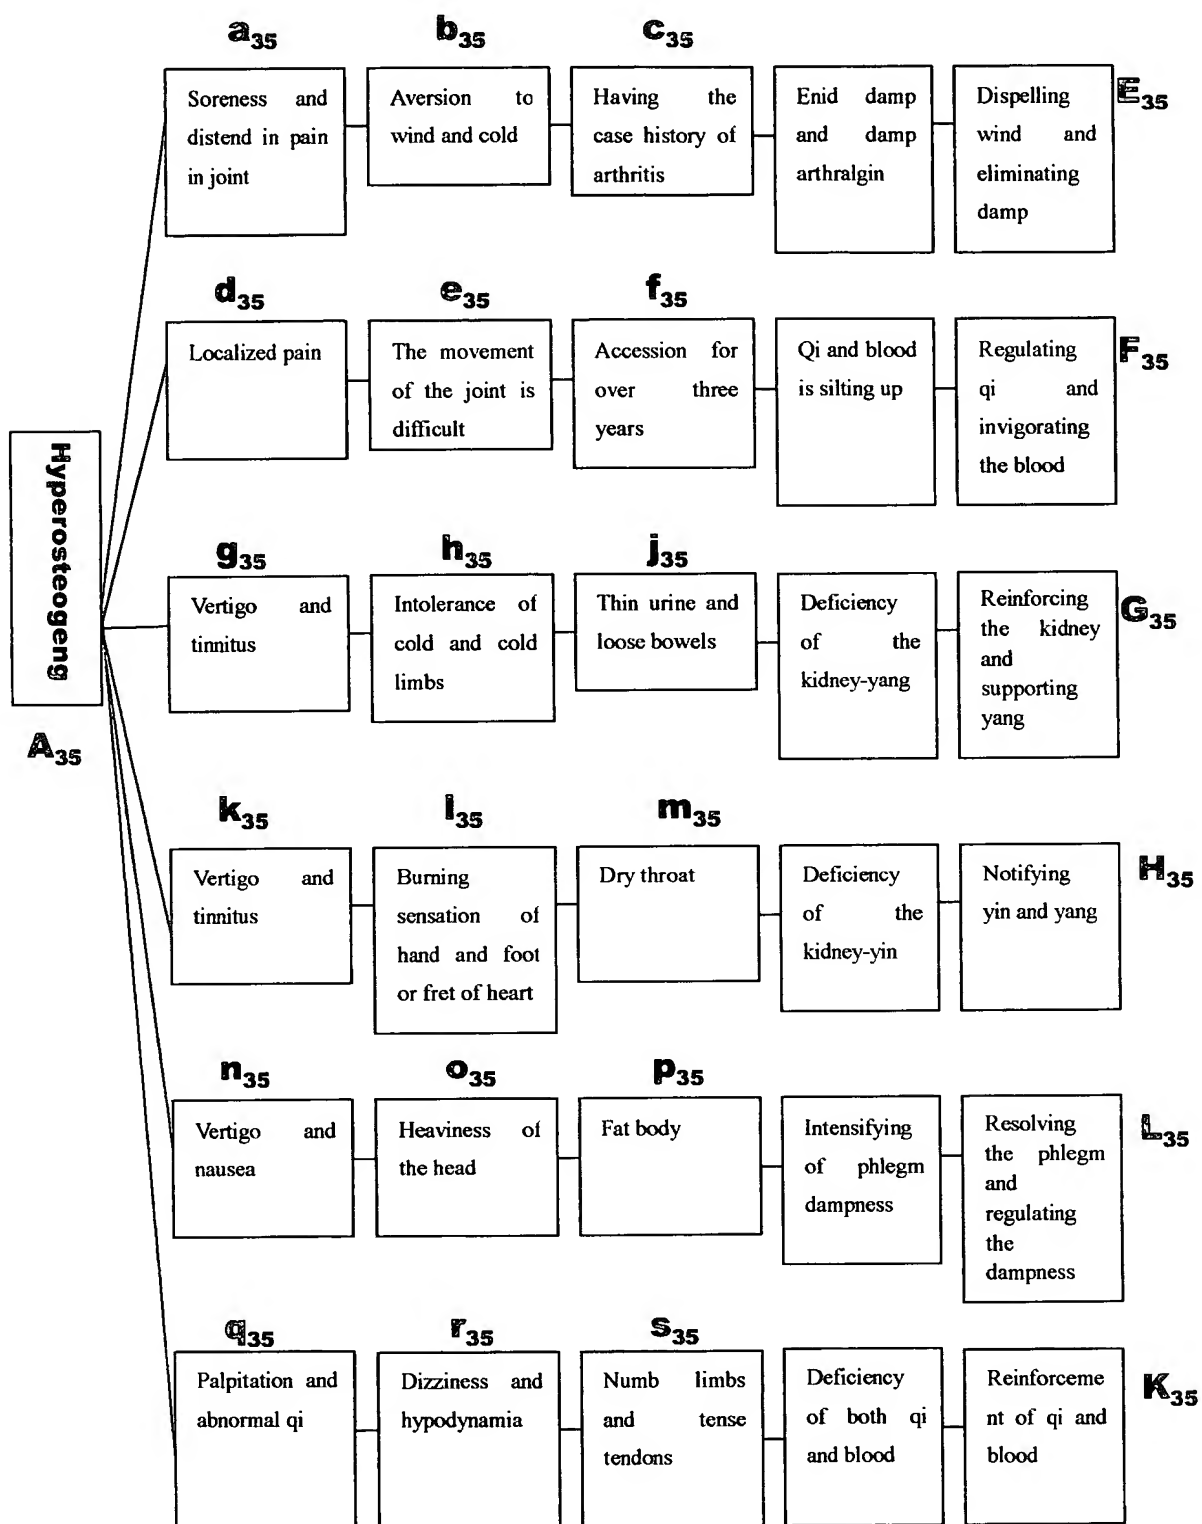 a35 b35 c35
Soreness and
distend in pain
in joint
Aversion to
wind and cold
Having the
case history of
arthritis
Enid damp
and damp
arthralgin
Dispelling
wind and
eliminating
damp
E35
d35 e35 f35
Localized pain
The movement
of the joint is
difficult
Accession for
over three
years
Qi and blood
is silting up
Regulating
qi and
invigorating
the blood
F35
Hyperosteogeng
A35
g35 h35 j35
Vertigo and
tinnitus
Intolerance of
cold and cold
limbs
Thin urine and
loose bowels
Deficiency
of the
kidney-yang
Reinforcing
the kidney
and
supporting
yang
G35
k35 l35 m35
Vertigo and
tinnitus
Burning
sensation of
hand and foot
or fret of heart
Dry throat
Deficiency
of the
kidney-yin
Notifying
yin and yang
H35
n35 o35 p35
Vertigo and
nausea
Heaviness of
the head
Fat body
Intensifying
of phlegm
dampness
Resolving
the phlegm
and
regulating
the
dampness
L35
q35 r35 s35
Palpitation and
abnormal qi
Dizziness and
hypodynamia
Numb limbs
and tense
tendons
Deficiency
of both qi
and blood
Reinforceme
nt of qi and
blood
K35